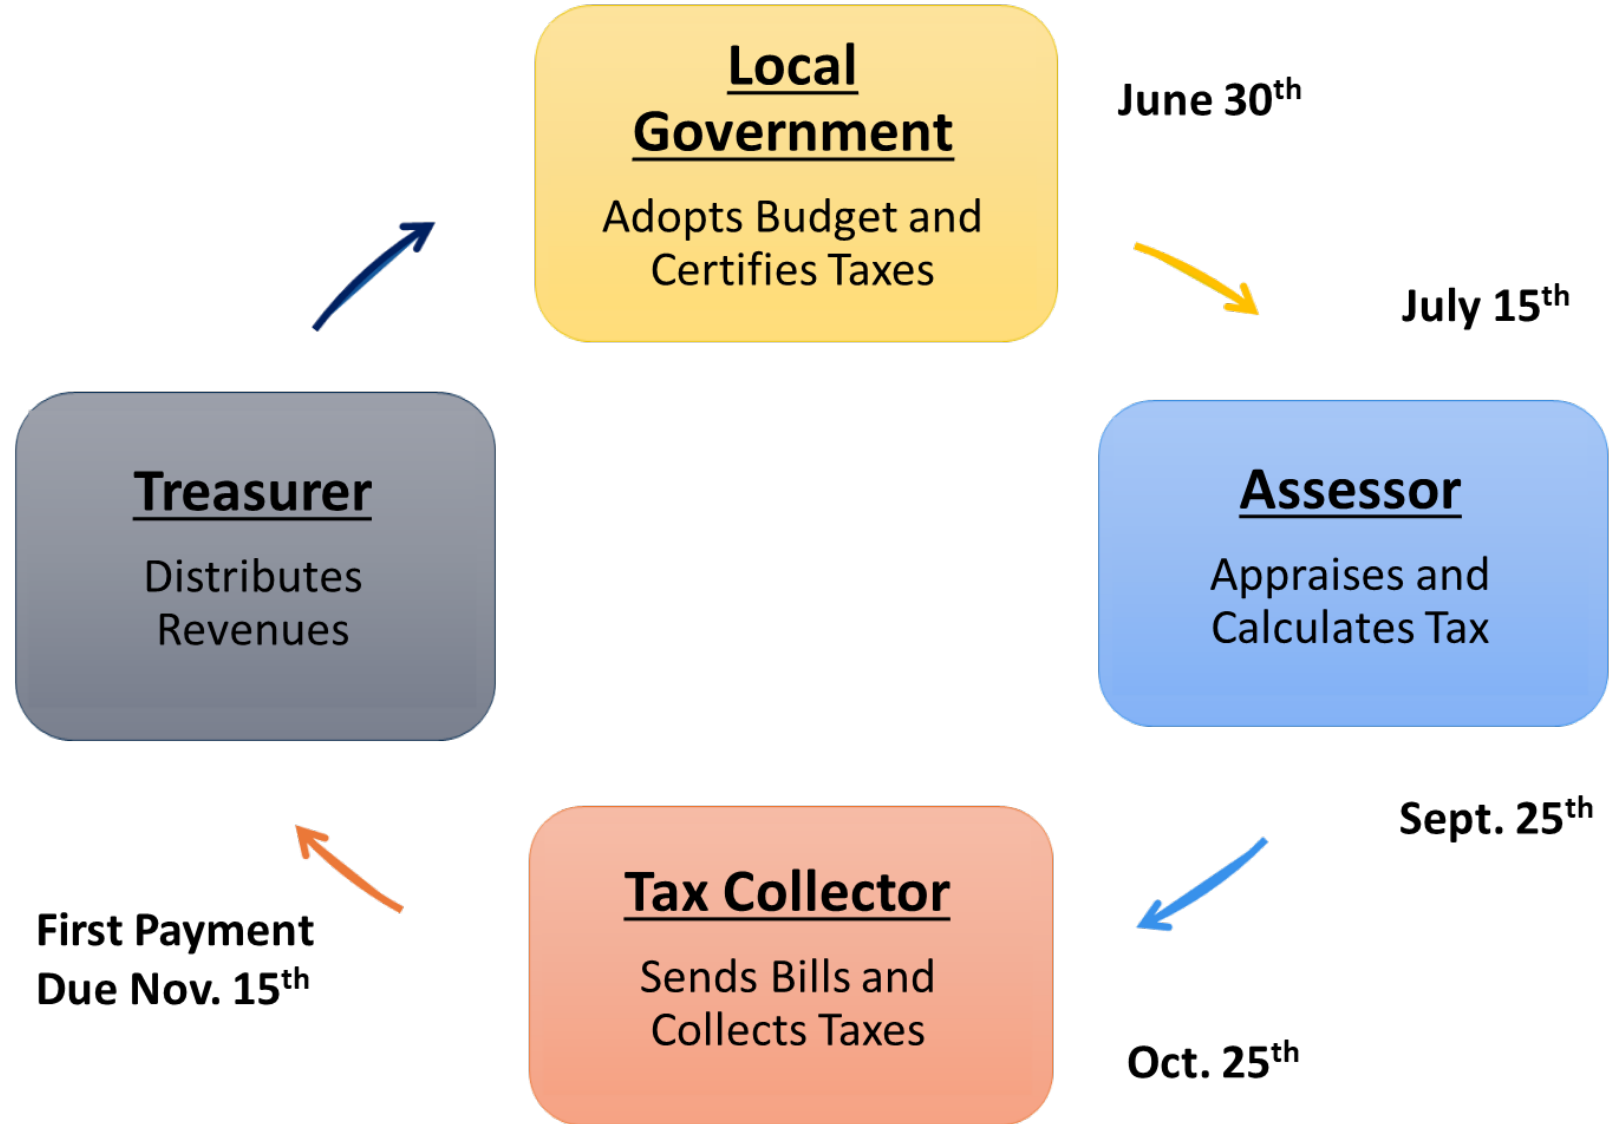 Local
Government
Adopts Budget and
Certifies Taxes
June 30th
July 15th
Assessor
Appraises and
Calculates Tax
Sept. 25th
Oct. 25th
Tax Collector
Sends Bills and
Collects Taxes
First Payment
Due Nov. 15th
Treasurer
Distributes
Revenues